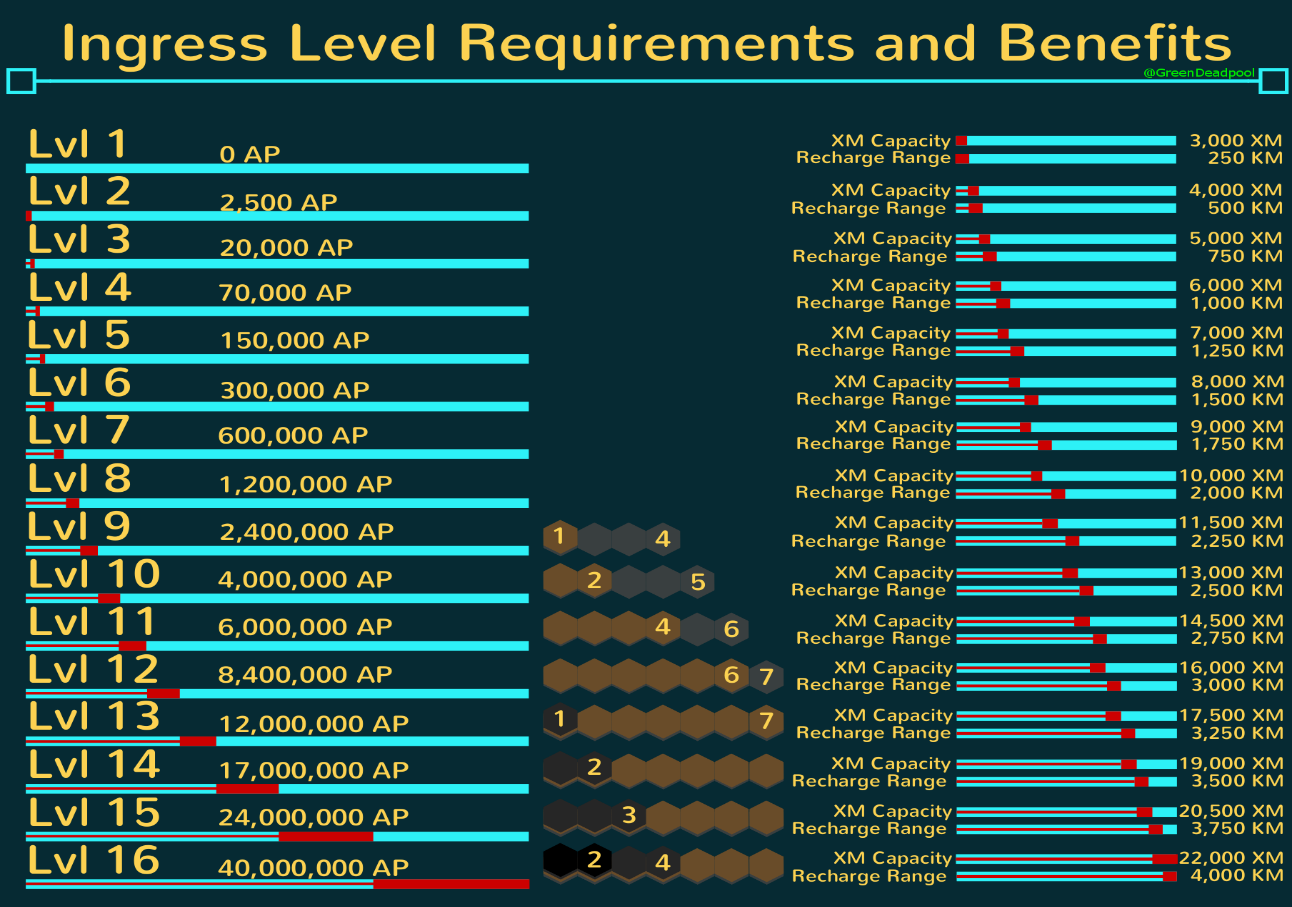 Ingress Level Requirements and Benefits
@GreenDeadpool
Lvl 1 0 AP XM Capacity 3,000 XM
Recharge Range 250 KM
Lvl 2 2,500 AP XM Capacity 4,000 XM
Recharge Range 500 KM
Lvl 3 20,000 AP XM Capacity 5,000 XM
Recharge Range 750 KM
Lvl 4 70,000 AP XM Capacity 6,000 XM
Recharge Range 1,000 KM
Lvl 5 150,000 AP XM Capacity 7,000 XM
Recharge Range 1,250 KM
Lvl 6 300,000 AP XM Capacity 8,000 XM
Recharge Range 1,500 KM
Lvl 7 600,000 AP XM Capacity 9,000 XM
Recharge Range 1,750 KM
Lvl 8 1,200,000 AP XM Capacity 10,000 XM
Recharge Range 2,000 KM
Lvl 9 2,400,000 AP 1 4 XM Capacity 11,500 XM
Recharge Range 2,250 KM
Lvl 10 4,000,000 AP 2 5 XM Capacity 13,000 XM
Recharge Range 2,500 KM
Lvl 11 6,000,000 AP 4 6 XM Capacity 14,500 XM
Recharge Range 2,750 KM
Lvl 12 8,400,000 AP 6 7 XM Capacity 16,000 XM
Recharge Range 3,000 KM
Lvl 13 12,000,000 AP 1 7 XM Capacity 17,500 XM
Recharge Range 3,250 KM
Lvl 14 17,000,000 AP 2 XM Capacity 19,000 XM
Recharge Range 3,500 KM
Lvl 15 24,000,000 AP 3 XM Capacity 20,500 XM
Recharge Range 3,750 KM
Lvl 16 40,000,000 AP 2 4 XM Capacity 22,000 XM
Recharge Range 4,000 KM